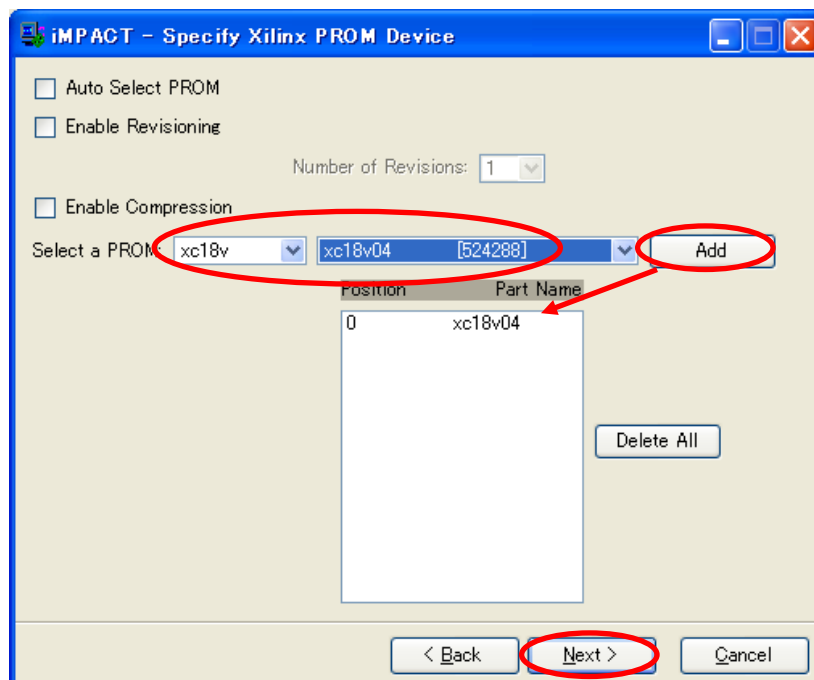 iMPACT - Specify Xilinx PROM Device
Auto Select PROM
Enable Revisioning
Number of Revisions: 1
Enable Compression
Select a PROM: xc18v xc18v04 [524288] Add
Position Part Name
0 xc18v04
Delete All
< Back Next > Cancel